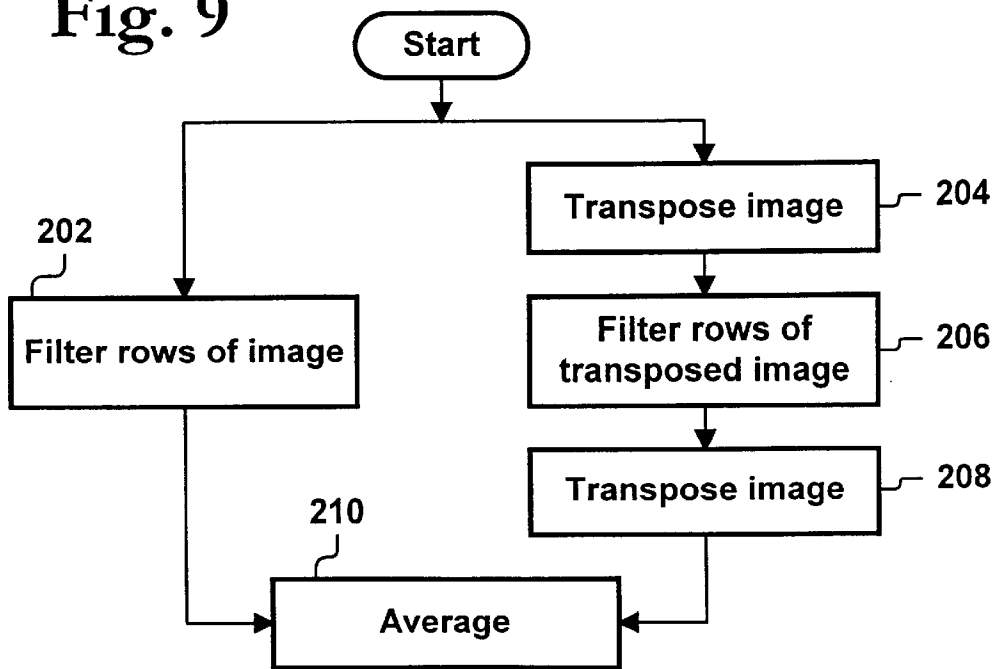 Fig. 9
Start
Transpose image
204
202
Filter rows of image
Filter rows of
transposed image
206
Transpose image
208
210
Average